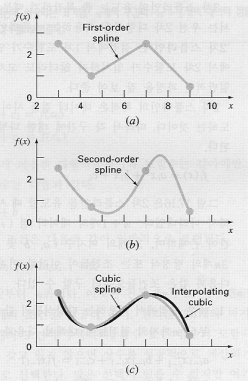 f(x)
First-order
spline
2
0
2 4 6 8 10 x
(a)
f(x)
Second-order
spline
2
0
x
(b)
f(x)
Cubic
spline
Interpolating
cubic
2
0
x
(c)